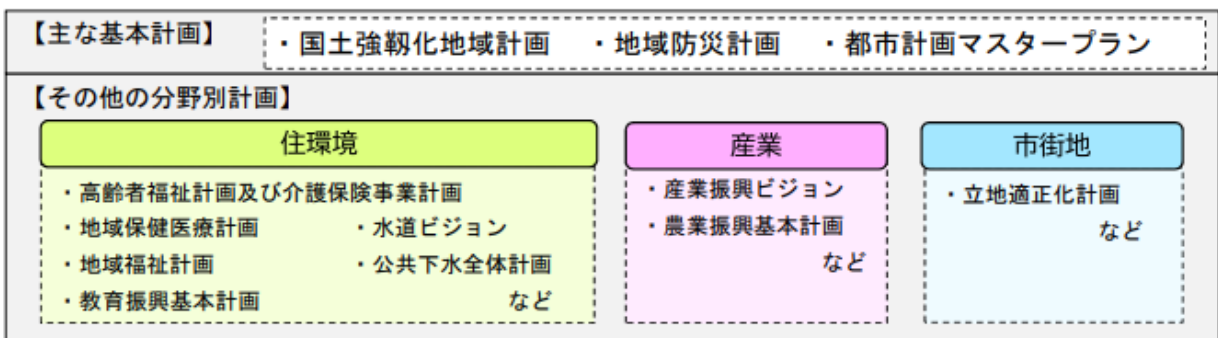 【主な基本計画】 ・国土強靱化地域計画 ・地域防災計画 ・都市計画マスタープラン
【その他の分野別計画】
住環境
・高齢者福祉計画及び介護保険事業計画
・地域保健医療計画 ・水道ビジョン
・地域福祉計画 ・公共下水全体計画
・教育振興基本計画 など
産業
・産業振興ビジョン
・農業振興基本計画
など
市街地
・立地適正化計画
など